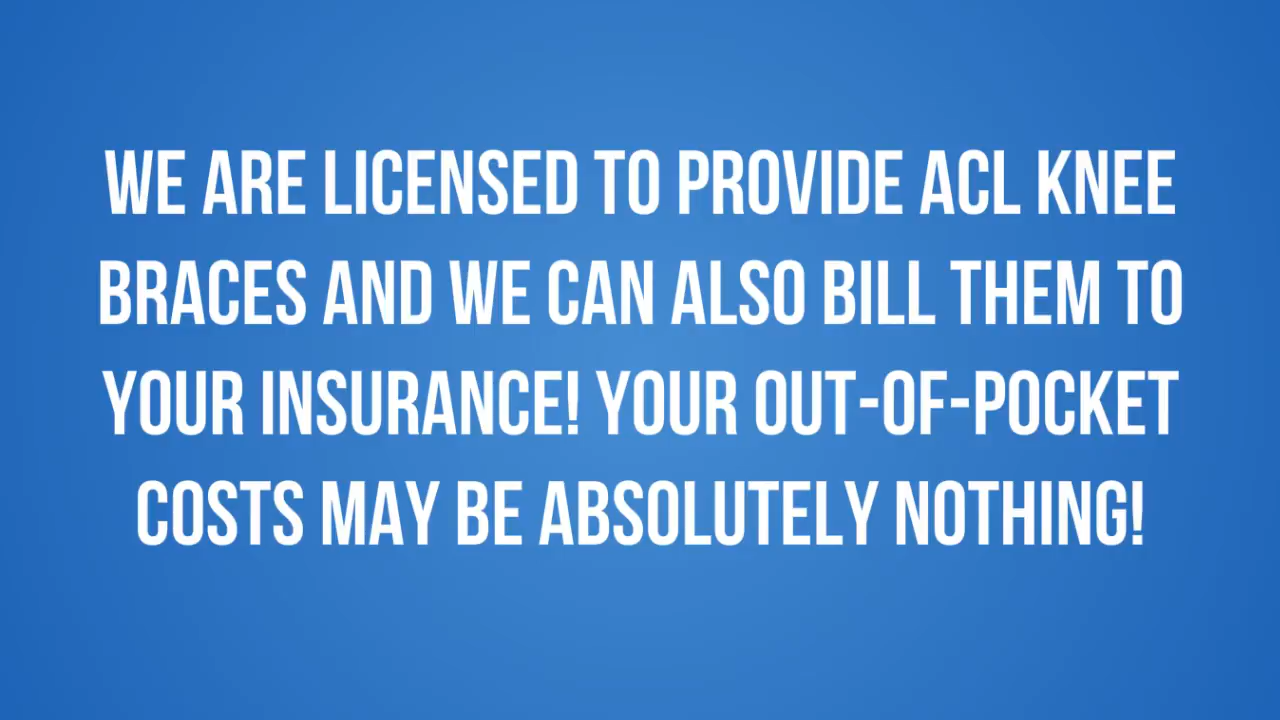 WE ARE LICENSED TO PROVIDE ACL KNEE
BRACES AND WE CAN ALSO BILL THEM TO
YOUR INSURANCE! YOUR OUT-OF-POCKET
COSTS MAY BE ABSOLUTELY NOTHING!